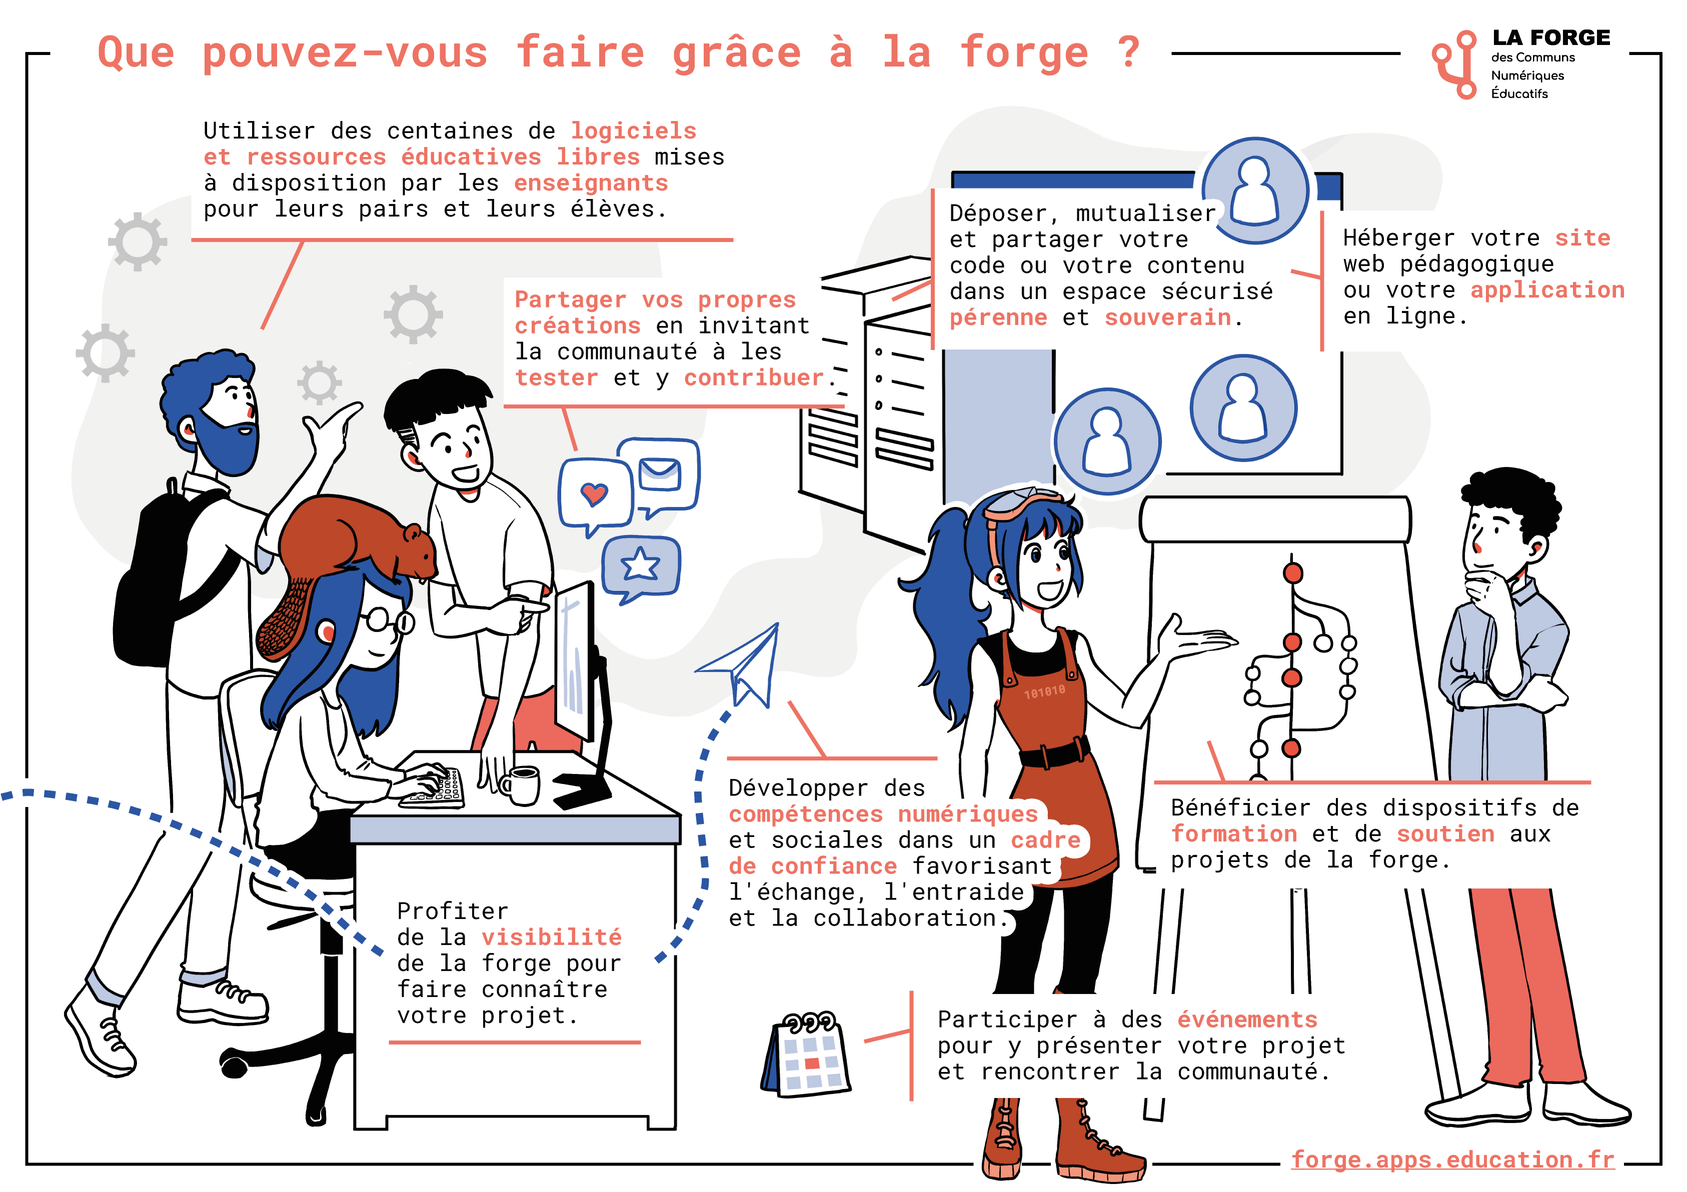 Que pouvez-vous faire grâce à la forge ?
LA FORGE
des Communs
Numériques
Éducatifs
Utiliser des centaines de logiciels
et ressources éducatives libres mises
à disposition par les enseignants
pour leurs pairs et leurs élèves.
Partager vos propres
créations en invitant
la communauté à les
tester et y contribuer.
Déposer, mutualiser
et partager votre
code ou votre contenu
dans un espace sécurisé
pérenne et souverain.
Héberger votre site
web pédagogique
ou votre application
en ligne.
101010
Développer des
compétences numériques
et sociales dans un cadre
de confiance favorisant
l'échange, l'entraide
et la collaboration.
Bénéficier des dispositifs de
formation et de soutien aux
projets de la forge.
Profiter
de la visibilité
de la forge pour
faire connaître
votre projet.
Participer à des événements
pour y présenter votre projet
et rencontrer la communauté.
forge.apps.education.fr